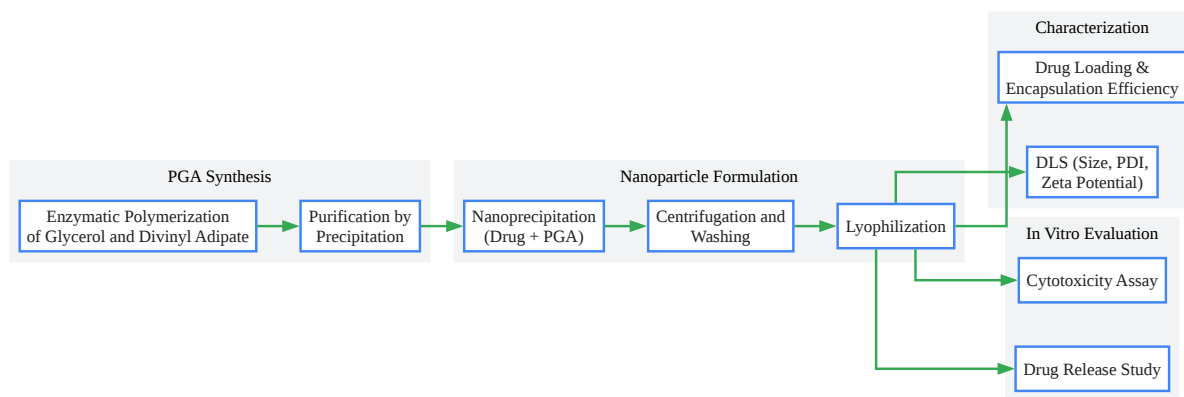 PGA Synthesis
Enzymatic Polymerization
of Glycerol and Divinyl Adipate
Purification by
Precipitation
Nanoparticle Formulation
Nanoprecipitation
(Drug + PGA)
Centrifugation and
Washing
Lyophilization
Characterization
Drug Loading &
Encapsulation Efficiency
DLS (Size, PDI,
Zeta Potential)
In Vitro Evaluation
Cytotoxicity Assay
Drug Release Study